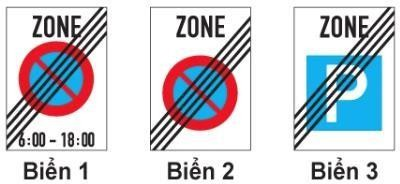 ZONE ZONE ZONE
6:00 - 18:00 P
Biển 1 Biển 2 Biển 3